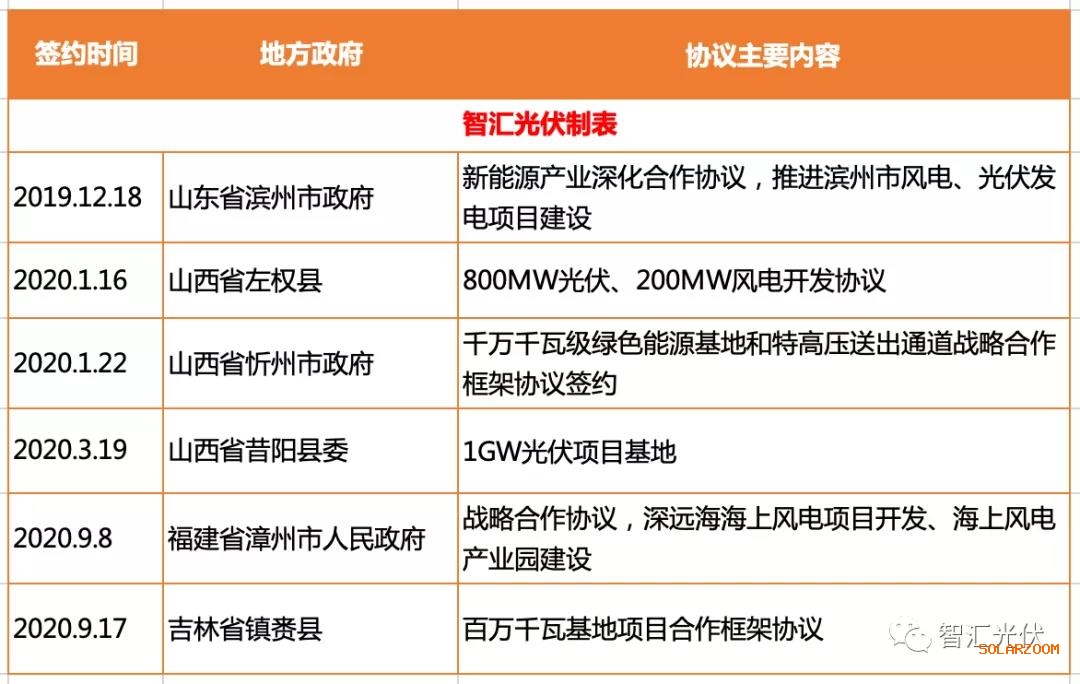 签约时间
地方政府
协议主要内容
智汇光伏制表
2019.12.18
山东省滨州市政府
新能源产业深化合作协议，推进滨州市风电、光伏发
电项目建设
2020.1.16
山西省左权县
800MW光伏、200MW风电开发协议
2020.1.22
山西省忻州市政府
千万千瓦级绿色能源基地和特高压送出通道战略合作
框架协议签约
2020.3.19
山西省昔阳县委
1GW光伏项目基地
2020.9.8
福建省漳州市人民政府
战略合作协议，深远海海上风电项目开发、海上风电
产业园建设
2020.9.17
吉林省镇赉县
百万千瓦基地项目合作框架协议
智汇光伏
SOLARZOOM